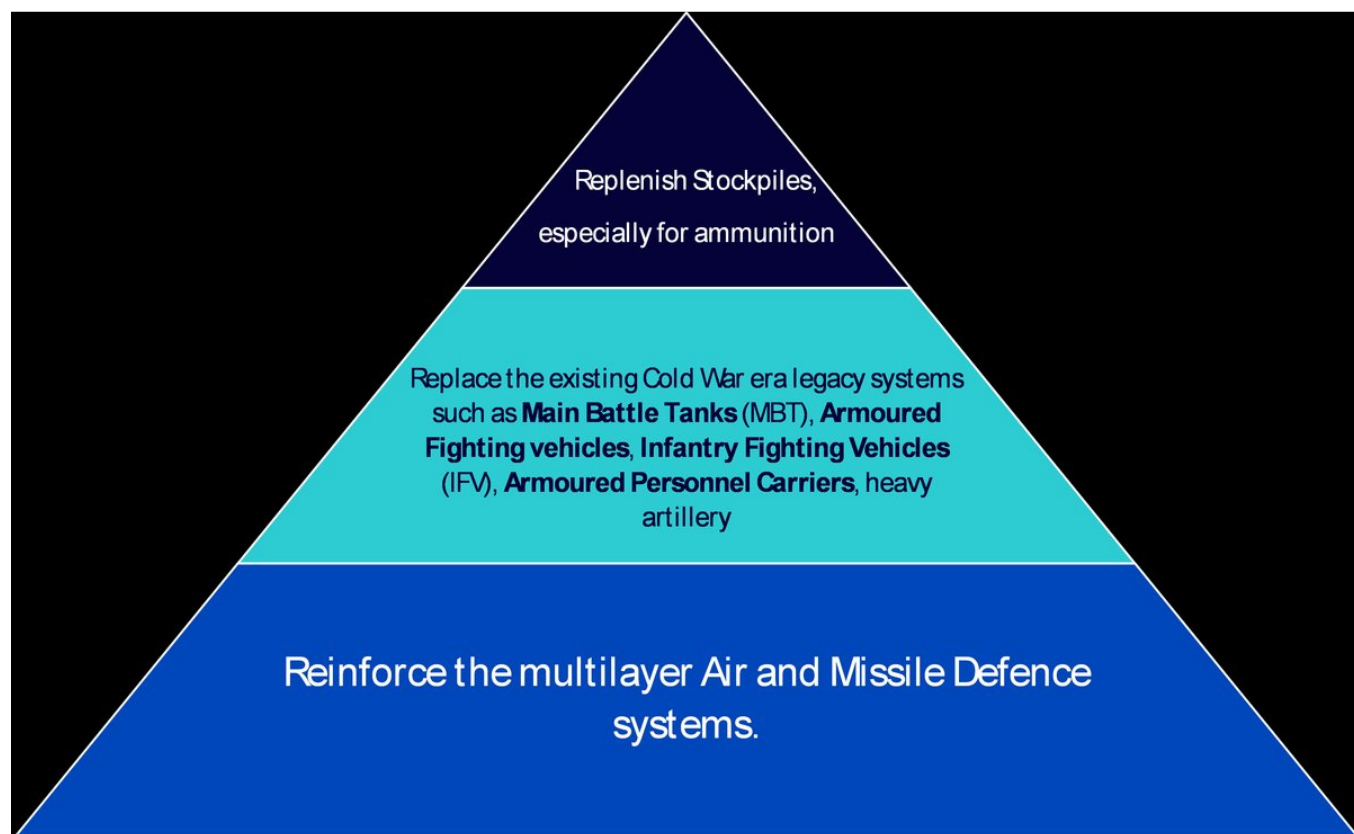 Replenish Stockpiles,
especially for ammunition
Replace the existing Cold War era legacy systems
such as Main Battle Tanks (MBT), Armoured
Fighting vehicles, Infantry Fighting Vehicles
(IFV), Armoured Personnel Carriers, heavy
artillery
Reinforce the multilayer Air and Missile Defence
systems.